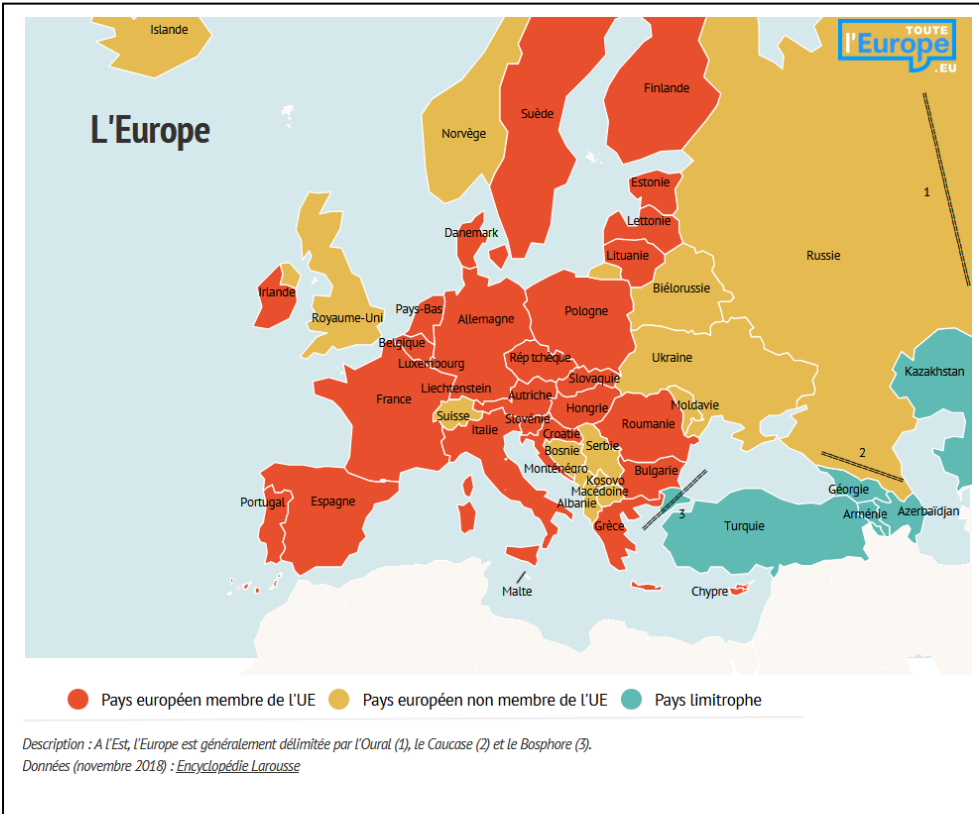 Islande
TOUTE
l'Europe
.EU
Finlande
Suède
L'Europe
Norvège
Estonie
1
Lettonie
Danemark
Lituanie
Russie
Biélorussie
Irlande
Pays-Bas
Pologne
Royaume-Uni
Allemagne
Belgique
Rép tchèque
Ukraine
Luxembourg
Kazakhstan
Slovaquie
Liechtenstein
Autriche
France
Moldavie
Hongrie
Suisse
Slovénie
Roumanie
Italie
Croatie
Serbie
Bosnie
2
Monténégro
Bulgarie
Kosovo
Géorgie
Macédoine
Portugal
Espagne
Albanie
Arménie
Azerbaïdjan
3
Grèce
Turquie
Malte
Chypre
Pays européen membre de l'UE Pays européen non membre de l'UE Pays limitrophe
Description : A l'Est, l'Europe est généralement délimitée par l'Oural (1), le Caucase (2) et le Bosphore (3).
Données (novembre 2018) : Encyclopédie Larousse